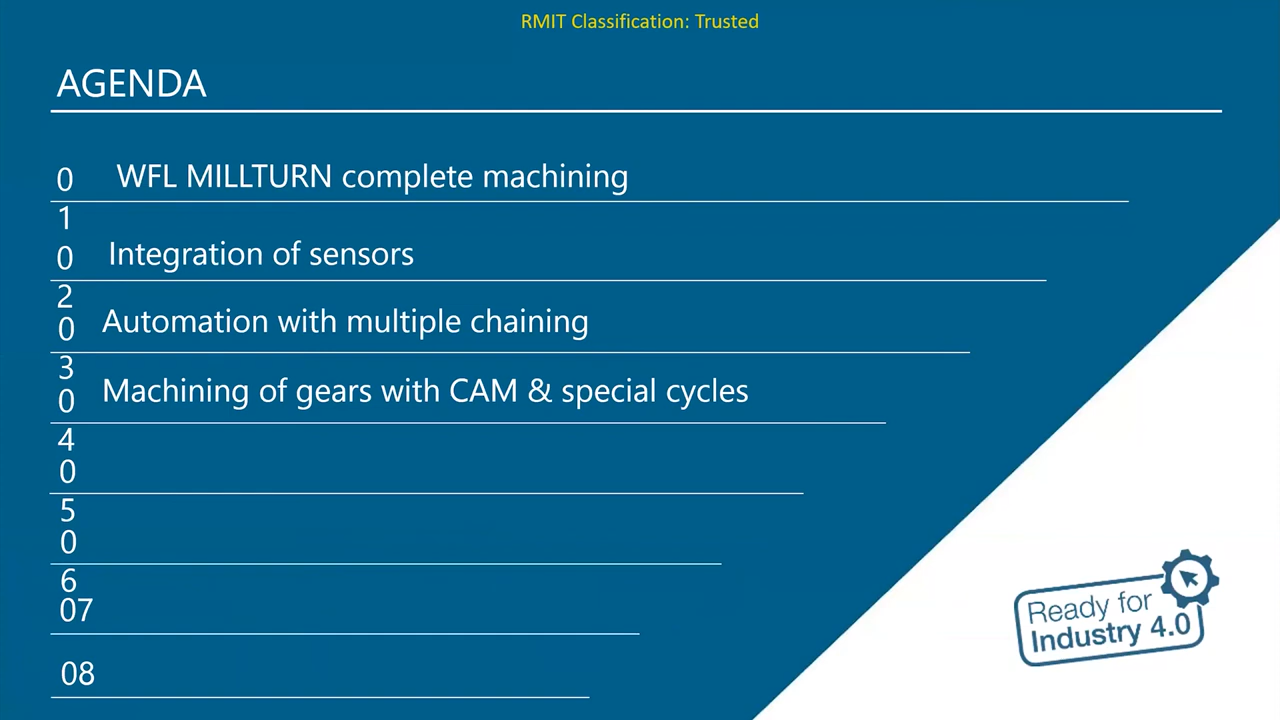 RMIT Classification: Trusted
AGENDA
0 WFL MILLTURN complete machining
1
0 Integration of sensors
2
0 Automation with multiple chaining
3
0 Machining of gears with CAM & special cycles
4
0
5
0
6
07
08
Ready for
Industry 4.0